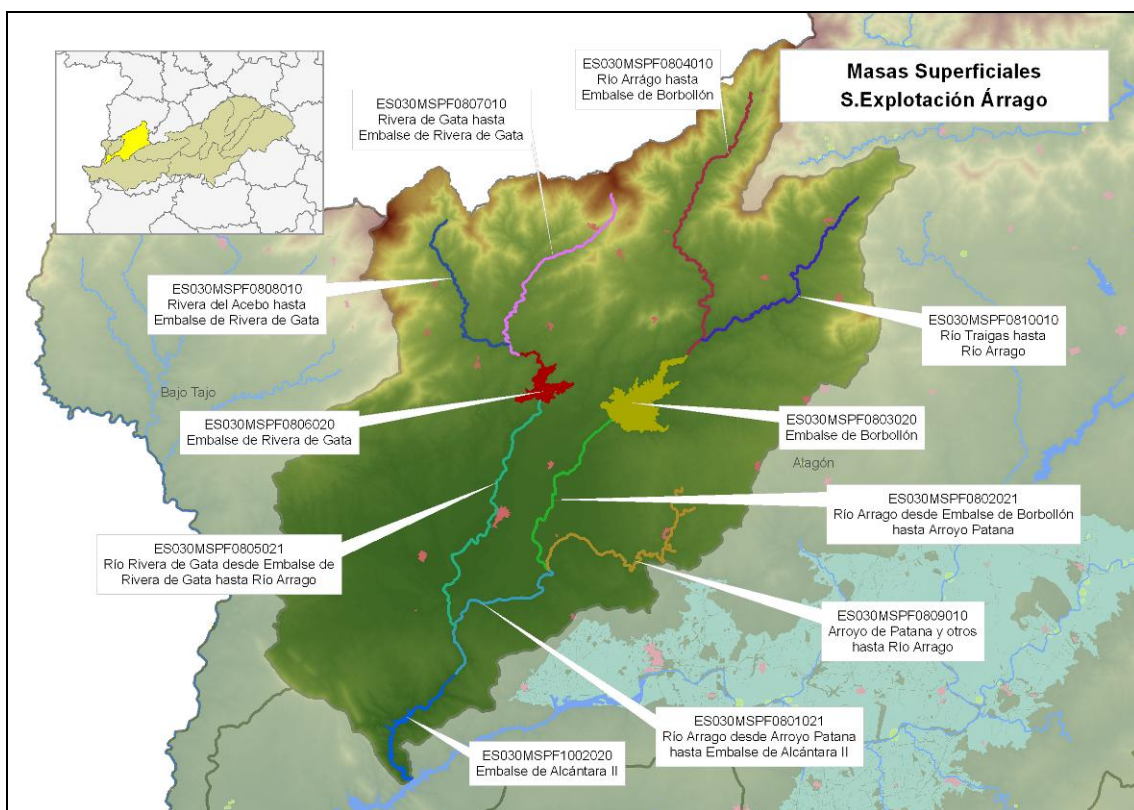 Masas Superficiales
S.Explotación Árrago
ES030MSPF0804010
Río Arrágo hasta
Embalse de Borbollón
ES030MSPF0807010
Rivera de Gata hasta
Embalse de Rivera de Gata
ES030MSPF0808010
Rivera del Acebo hasta
Embalse de Rivera de Gata
ES030MSPF0810010
Río Traigas hasta
Río Arrago
Bajo Tajo
ES030MSPF0806020
Embalse de Rivera de Gata
ES030MSPF0803020
Embalse de Borbollón
Alagón
ES030MSPF0802021
Río Arrago desde Embalse de Borbollón
hasta Arroyo Patana
ES030MSPF0805021
Río Rivera de Gata desde Embalse de
Rivera de Gata hasta Río Arrago
ES030MSPF0809010
Arroyo de Patana y otros
hasta Río Arrago
ES030MSPF0801021
Río Arrago desde Arroyo Patana
hasta Embalse de Alcántara II
ES030MSPF1002020
Embalse de Alcántara II